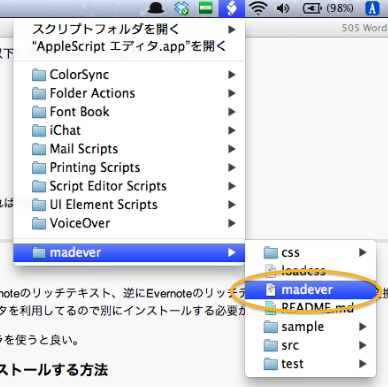 (98%)
A
スクリプトフォルダを開く
"AppleScript エディタ.app"を開く
505 Word
ColorSync
Folder Actions
Font Book
iChat
Mail Scripts
Printing Scripts
Script Editor Scripts
UI Element Scripts
VoiceOver
madever
css
loadcss
madever
README.md
sample
src
test
noteのリッチテキスト、逆にEvernoteのリッチテ
タを利用してるので別にインストールする必要が
ラを使うと良い。
ストールする方法